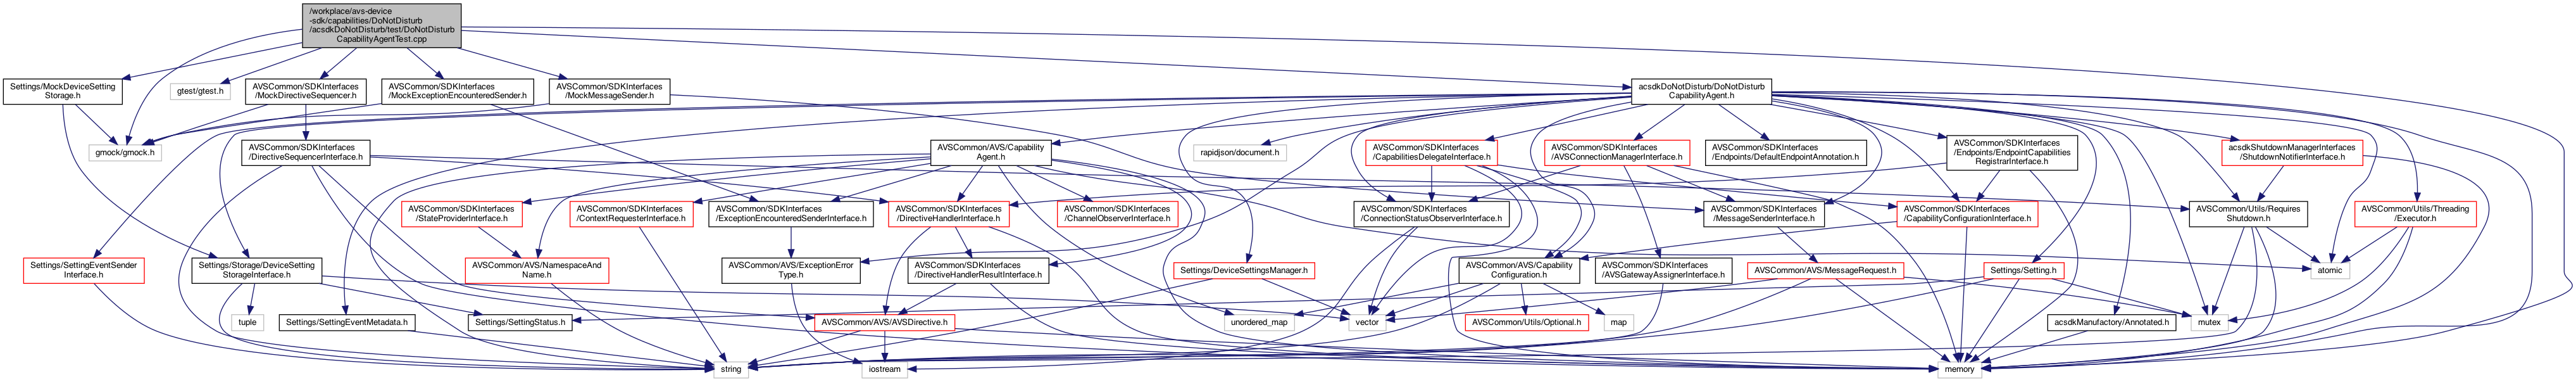 /workplace/avs-device
-sdk/capabilities/DoNotDisturb
/acsdkDoNotDisturb/test/DoNotDisturb
CapabilityAgentTest.cpp
Settings/MockDeviceSetting
Storage.h
gtest/gtest.h
AVSCommon/SDKInterfaces
/MockDirectiveSequencer.h
AVSCommon/SDKInterfaces
/MockExceptionEncounteredSender.h
AVSCommon/SDKInterfaces
/MockMessageSender.h
acsdkDoNotDisturb/DoNotDisturb
CapabilityAgent.h
gmock/gmock.h
AVSCommon/SDKInterfaces
/DirectiveSequencerInterface.h
AVSCommon/AVS/Capability
Agent.h
rapidjson/document.h
AVSCommon/SDKInterfaces
/CapabilitiesDelegateInterface.h
AVSCommon/SDKInterfaces
/AVSConnectionManagerInterface.h
AVSCommon/SDKInterfaces
/Endpoints/DefaultEndpointAnnotation.h
AVSCommon/SDKInterfaces
/Endpoints/EndpointCapabilities
RegistrarInterface.h
acsdkShutdownManagerInterfaces
/ShutdownNotifierInterface.h
AVSCommon/SDKInterfaces
/StateProviderInterface.h
AVSCommon/SDKInterfaces
/ContextRequesterInterface.h
AVSCommon/SDKInterfaces
/ExceptionEncounteredSenderInterface.h
AVSCommon/SDKInterfaces
/DirectiveHandlerInterface.h
AVSCommon/SDKInterfaces
/ChannelObserverInterface.h
AVSCommon/SDKInterfaces
/ConnectionStatusObserverInterface.h
AVSCommon/SDKInterfaces
/MessageSenderInterface.h
AVSCommon/SDKInterfaces
/CapabilityConfigurationInterface.h
AVSCommon/Utils/Requires
Shutdown.h
AVSCommon/Utils/Threading
/Executor.h
Settings/SettingEventSender
Interface.h
Settings/Storage/DeviceSetting
StorageInterface.h
AVSCommon/AVS/NamespaceAnd
Name.h
AVSCommon/AVS/ExceptionError
Type.h
AVSCommon/SDKInterfaces
/DirectiveHandlerResultInterface.h
Settings/DeviceSettingsManager.h
AVSCommon/AVS/Capability
Configuration.h
AVSCommon/SDKInterfaces
/AVSGatewayAssignerInterface.h
AVSCommon/AVS/MessageRequest.h
Settings/Setting.h
atomic
tuple
Settings/SettingEventMetadata.h
Settings/SettingStatus.h
AVSCommon/AVS/AVSDirective.h
unordered_map
vector
AVSCommon/Utils/Optional.h
map
acsdkManufactory/Annotated.h
mutex
string
iostream
memory